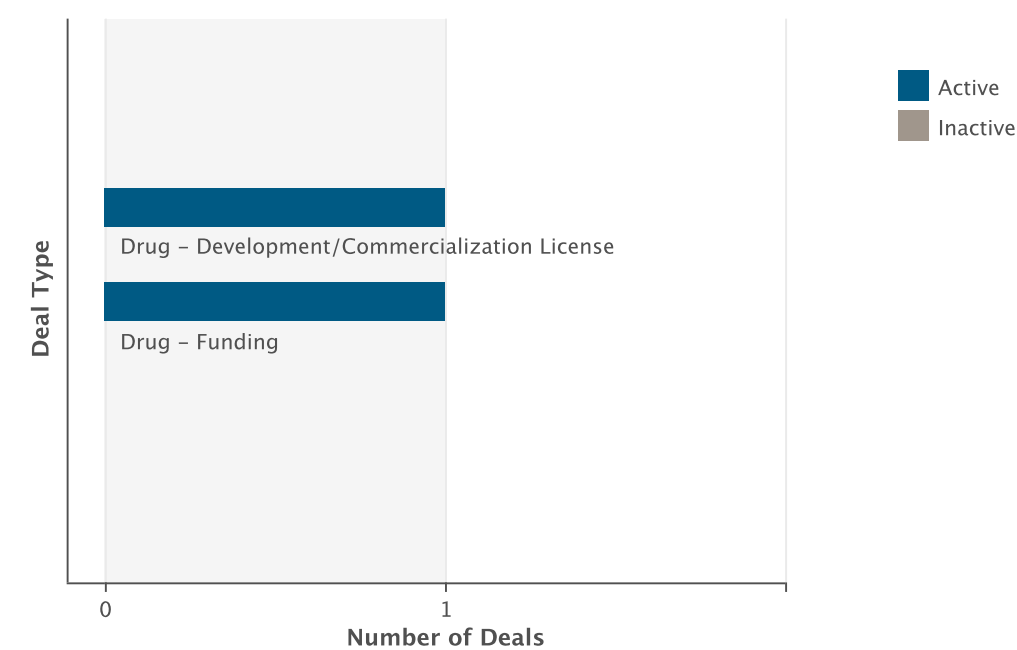 Active
Inactive
Deal Type
Drug – Development/Commercialization License
Drug – Funding
0 1
Number of Deals